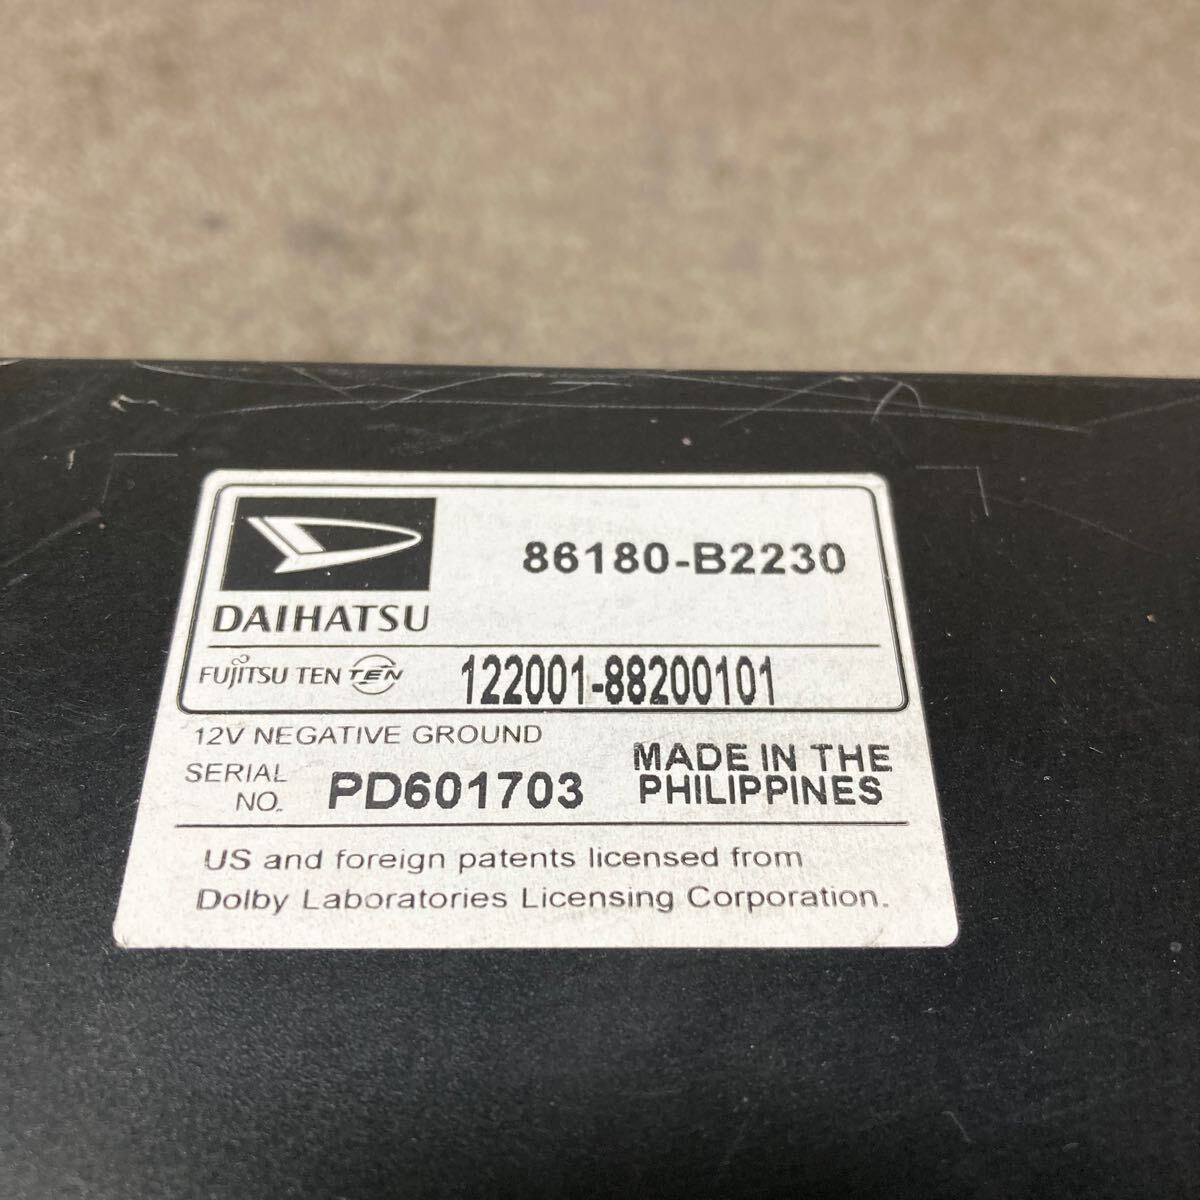 86180-B2230
DAIHATSU
FUJITSU TEN TEN 122001-88200101
12V NEGATIVE GROUND
SERIAL NO. PD601703
MADE IN THE
PHILIPPINES
US and foreign patents licensed from
Dolby Laboratories Licensing Corporation.